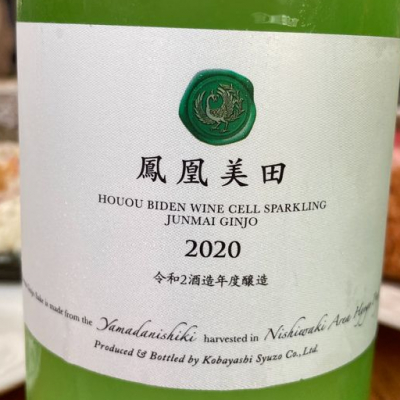 鳳凰美田
HOUOU BIDEN WINE CELL SPARKLING
JUNMAI GINJO
2020
令和2酒造年度醸造
Sake is made from the Yamadanishiki harvested in Nishiwaki Area, Hyogo
Produced & Bottled by Kobayashi Syuzo Co.,Ltd.